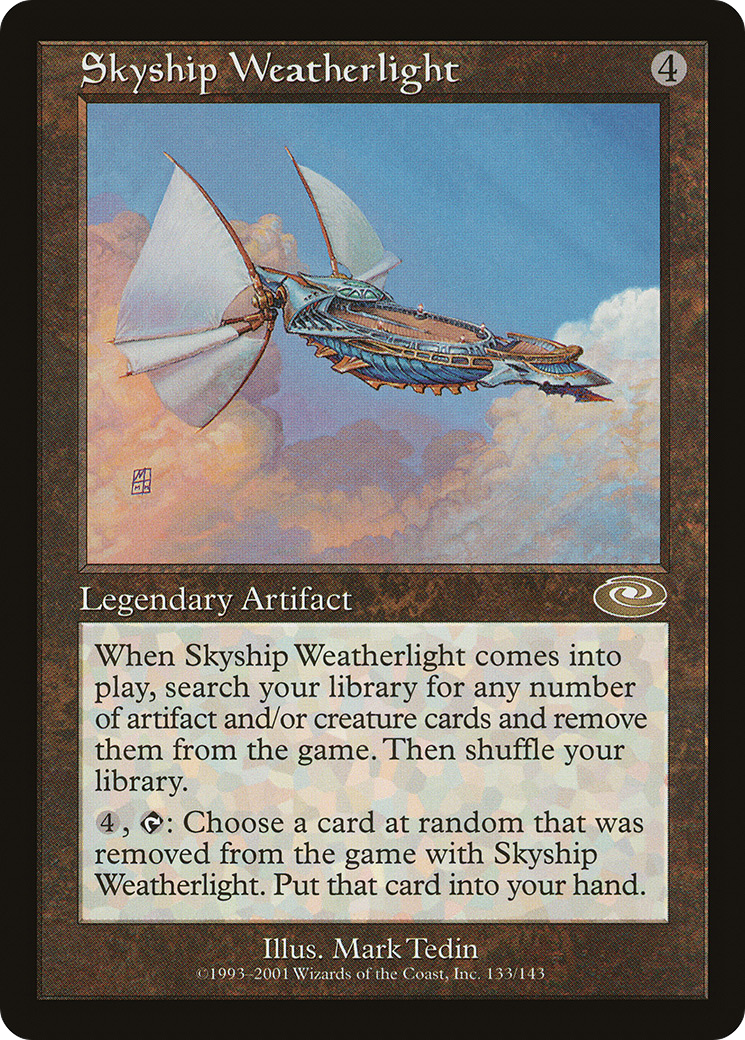 Skyship Weatherlight
4
Legendary Artifact
When Skyship Weatherlight comes into
play, search your library for any number
of artifact and/or creature cards and remove
them from the game. Then shuffle your
library.
4, : Choose a card at random that was
removed from the game with Skyship
Weatherlight. Put that card into your hand.
Illus. Mark Tedin
©1993–2001 Wizards of the Coast, Inc. 133/143